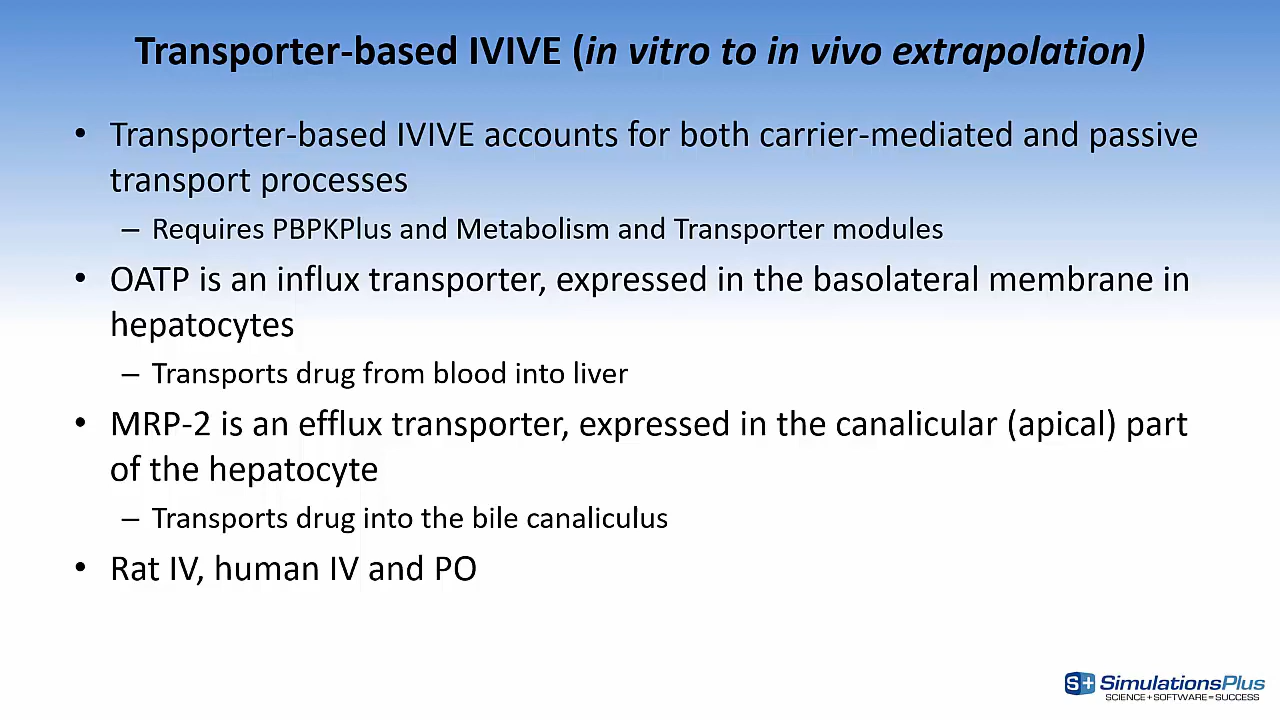 Transporter-based IVIVE (in vitro to in vivo extrapolation)
• Transporter-based IVIVE accounts for both carrier-mediated and passive
transport processes
– Requires PBPKPlus and Metabolism and Transporter modules
• OATP is an influx transporter, expressed in the basolateral membrane in
hepatocytes
– Transports drug from blood into liver
• MRP-2 is an efflux transporter, expressed in the canalicular (apical) part
of the hepatocyte
– Transports drug into the bile canaliculus
• Rat IV, human IV and PO
S+ SimulationsPlus
SCIENCE+SOFTWARE=SUCCESS